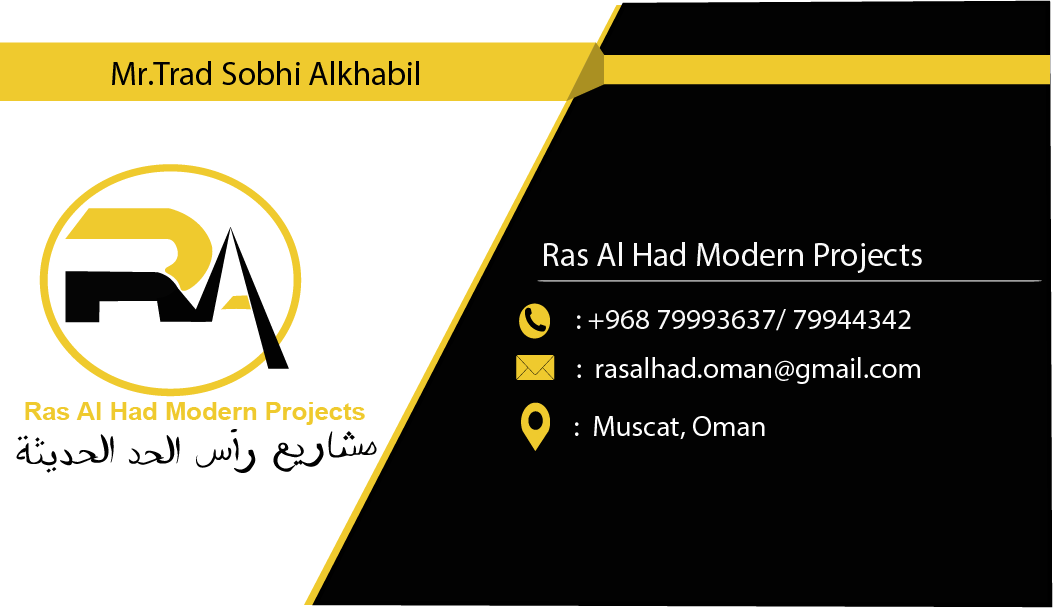 Mr.Trad Sobhi Alkhabil
RA
Ras Al Had Modern Projects
مشاريع رأس الحد الحديثة
Ras Al Had Modern Projects
: +968 79993637/ 79944342
: rasalhad.oman@gmail.com
: Muscat, Oman